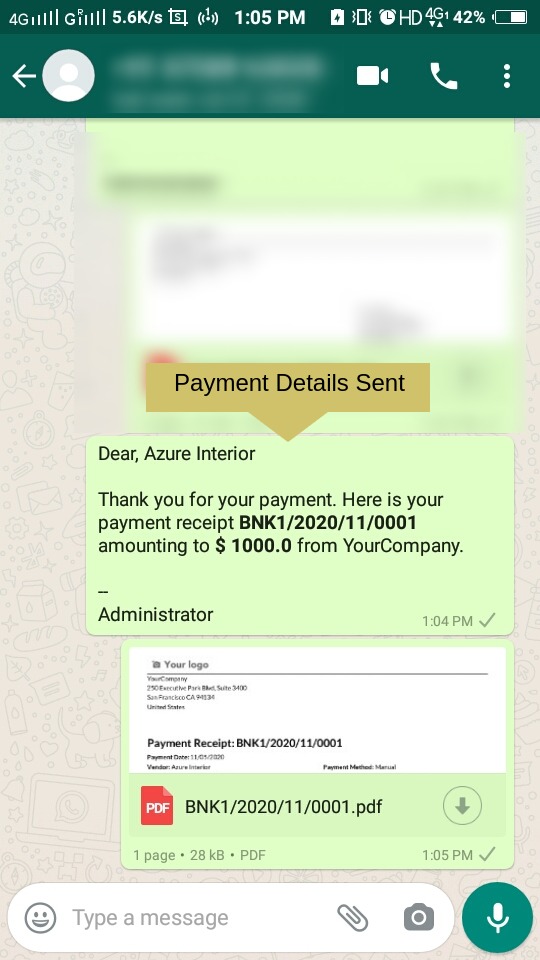 4G 4G R 5.6K/s 1:05 PM HD 4G 1 42%
Payment Details Sent
Dear, Azure Interior
Thank you for your payment. Here is your
payment receipt BNK1/2020/11/0001
amounting to $ 1000.0 from YourCompany.
--
Administrator
1:04 PM
Your logo
YourCompany
250 Executive Park Blvd, Suite 3400
San Francisco CA 94134
United States
Payment Receipt: BNK1/2020/11/0001
Payment Date: 11/05/2020
Vendor: Azure Interior Payment Method: Manual
PDF BNK1/2020/11/0001.pdf
1 page • 28 kB • PDF 1:05 PM
Type a message